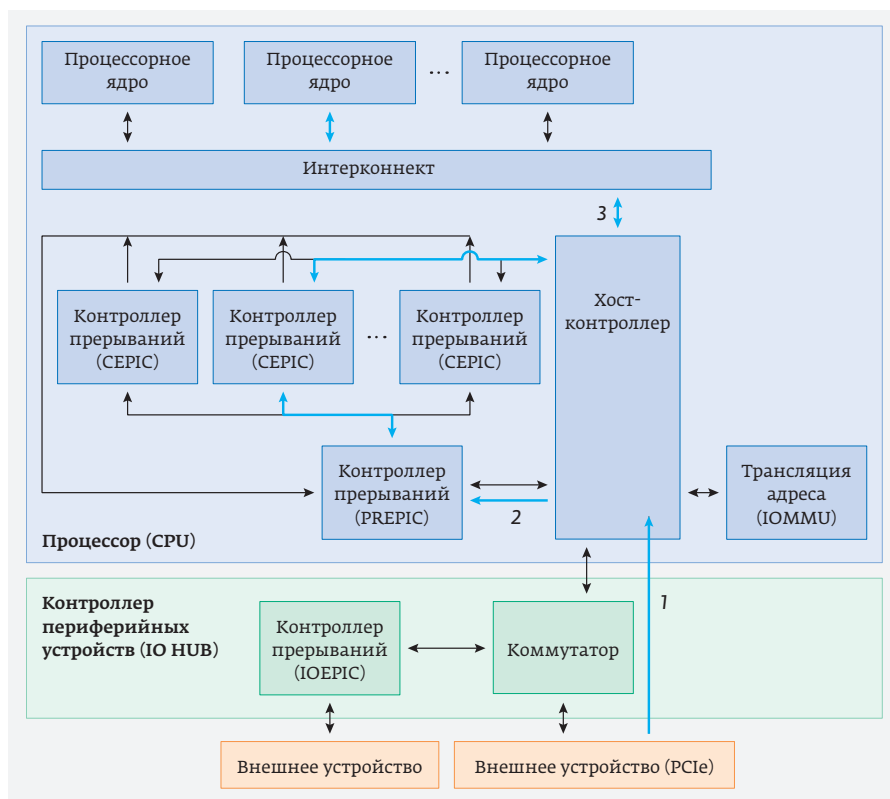 Процессорное
ядро
Процессорное
ядро
...
Процессорное
ядро
Интерконнект
3
Контроллер
прерываний
(CEPIC)
Контроллер
прерываний
(CEPIC)
...
Контроллер
прерываний
(CEPIC)
Хост-
контроллер
Контроллер
прерываний
(PREPIC)
2
Трансляция
адреса
(IOMMU)
Процессор (CPU)
1
Контроллер
периферийных
устройств (IO HUB)
Контроллер
прерываний
(IOEPIC)
Коммутатор
Внешнее устройство
Внешнее устройство (PCIe)